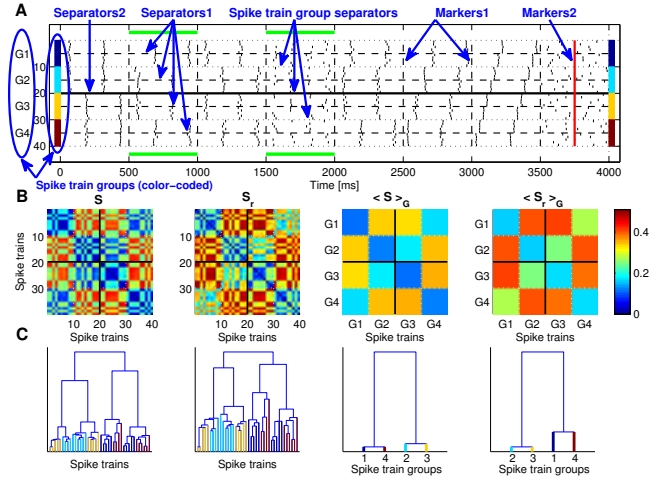 A
Separators2
Separators1
Spike train group separators
Markers1
Markers2
G1
10
G2
20
G3
30
G4
40
0
500
1000
1500
2000
2500
3000
3500
4000
Time [ms]
Spike train groups (color−coded)
B
S
S r
< S > G
< S r > G
Spike trains
10
20
30
10 20 30 40
Spike trains
10 20 30 40
Spike trains
G1
G2
G3
G4
G1 G2 G3 G4
Spike trains
G1
G2
G3
G4
G1 G2 G3 G4
Spike trains
0.4
0.2
0
C
Spike trains
Spike trains
1 4 2 3
Spike train groups
2 3 1 4
Spike train groups